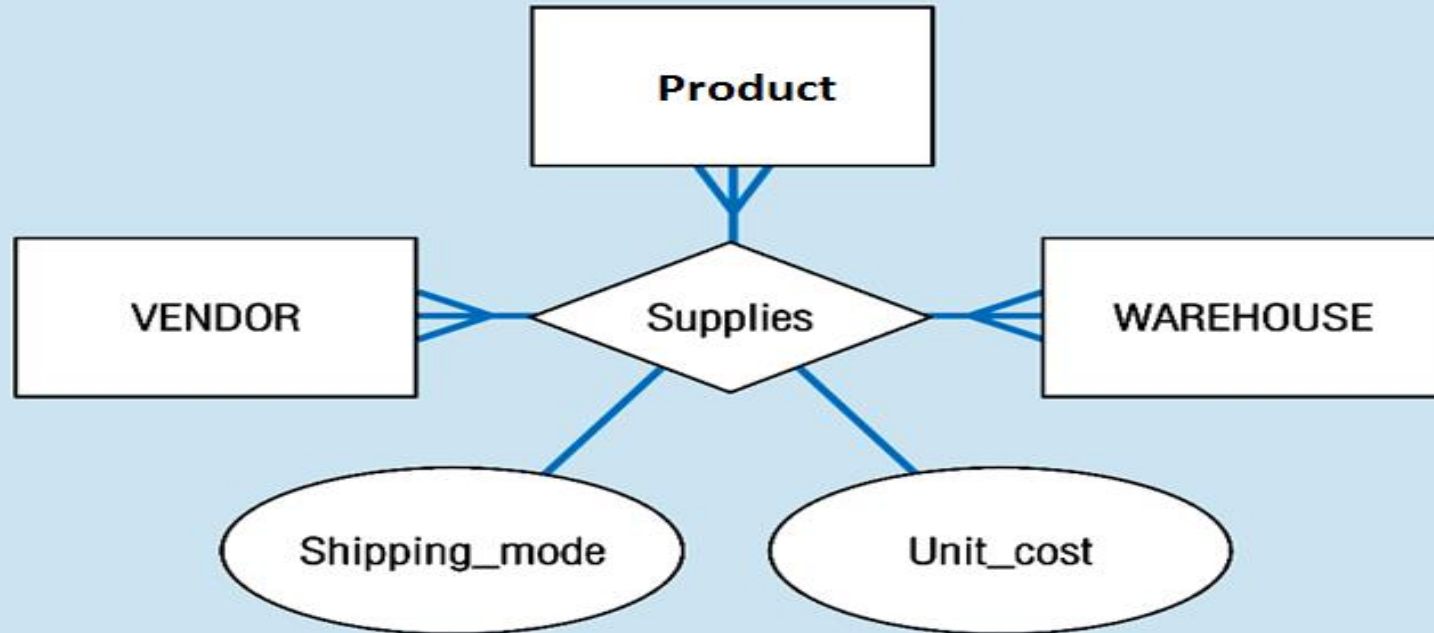 Product
VENDOR
Supplies
WAREHOUSE
Shipping_mode
Unit_cost